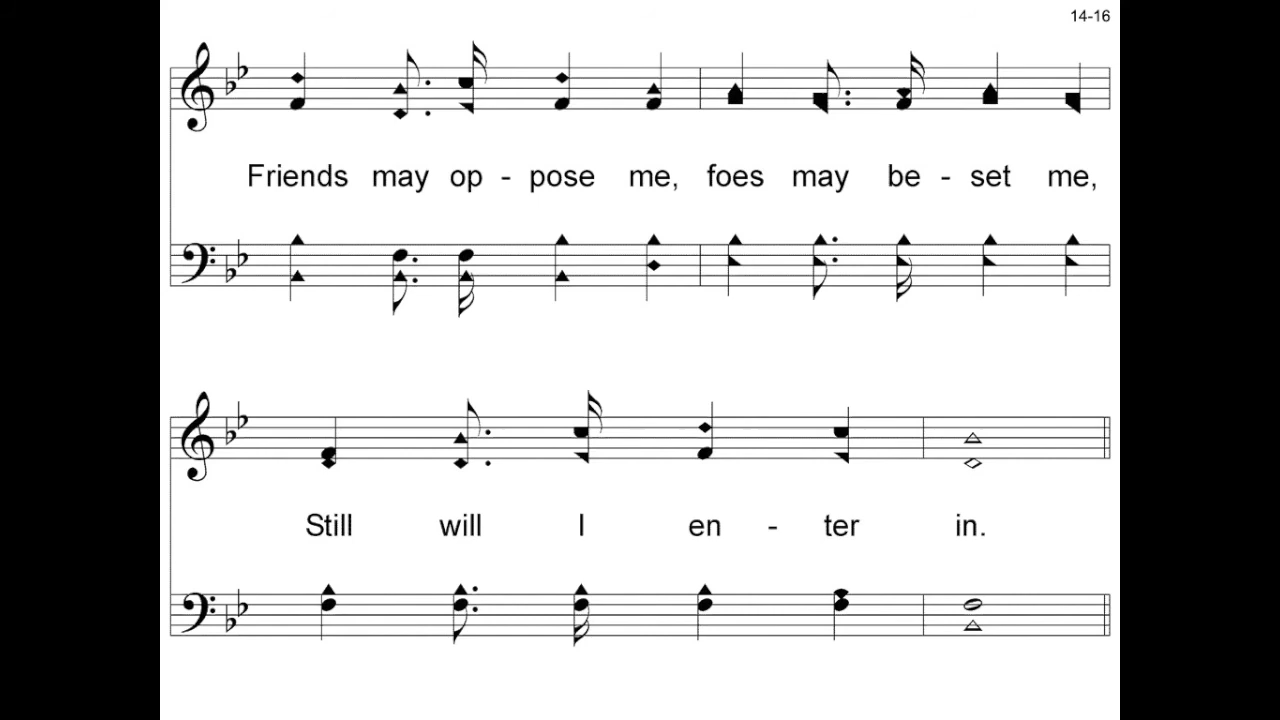 14-16
Friends may op - pose me, foes may be - set me,
Still will I en - ter in.